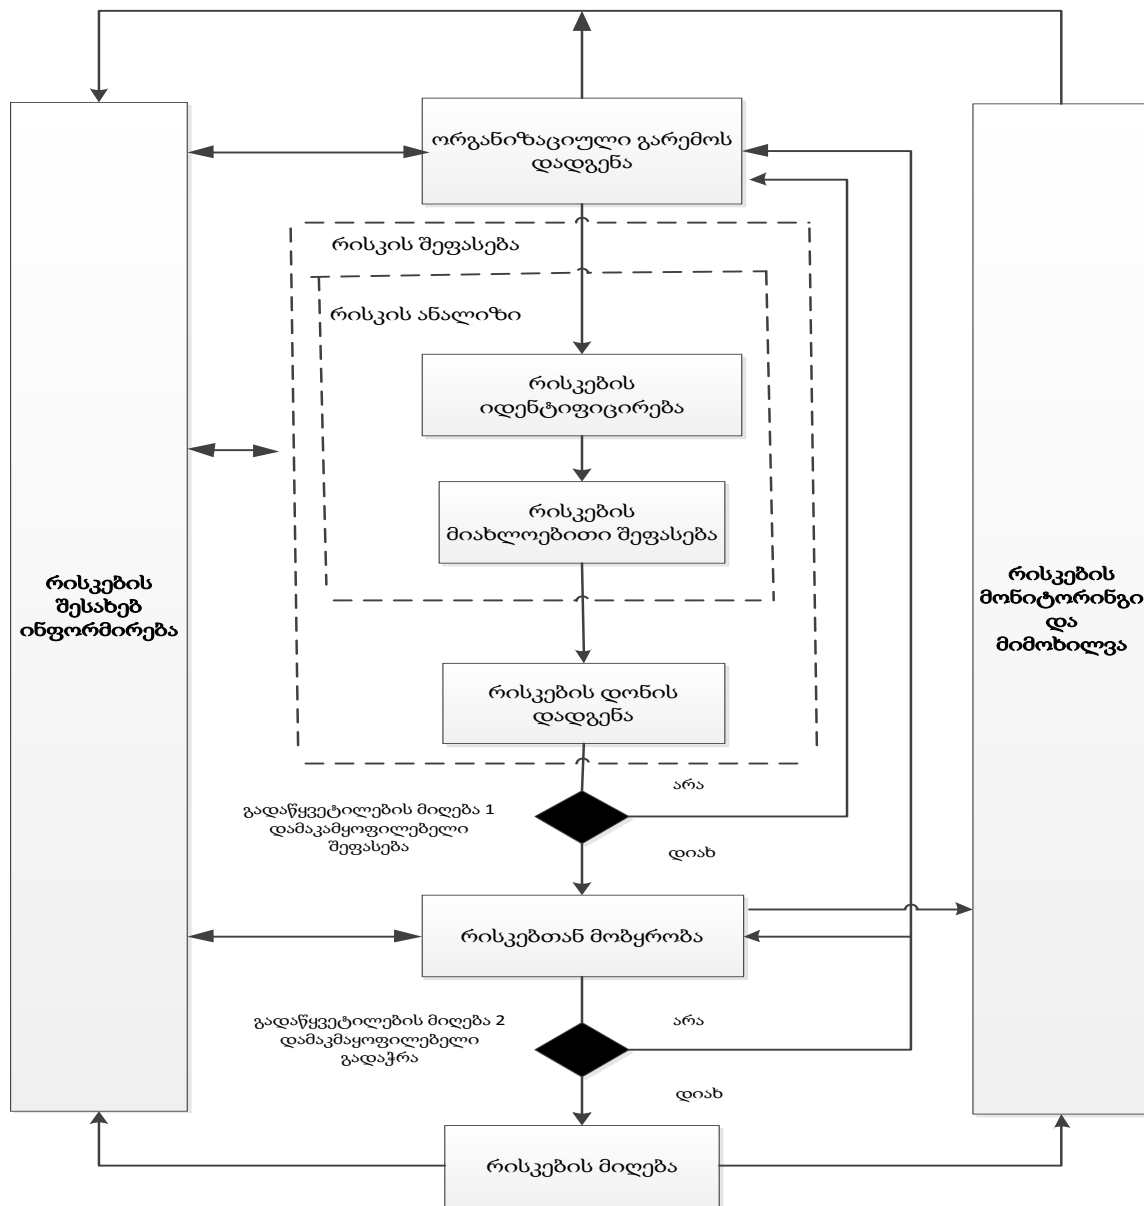 ორგანიზაციული გარემოს
დადგენა
რისკის შეფასება
რისკის ანალიზი
რისკების
იდენტიფიცირება
რისკების
მიახლოებითი შეფასება
რისკების
შესახებ
ინფორმირება
რისკების
მონიტორინგი
და
მიმოხილვა
რისკების დონის
დადგენა
არა
გადაწყვეტილების მიღება 1
დამაკამყოფილებელი
შეფასება
დიახ
რისკებთან მობყრობა
გადაწყვეტილების მიღება 2
დამაკმაყოფილებელი
გადაჭრა
არა
დიახ
რისკების მიღება